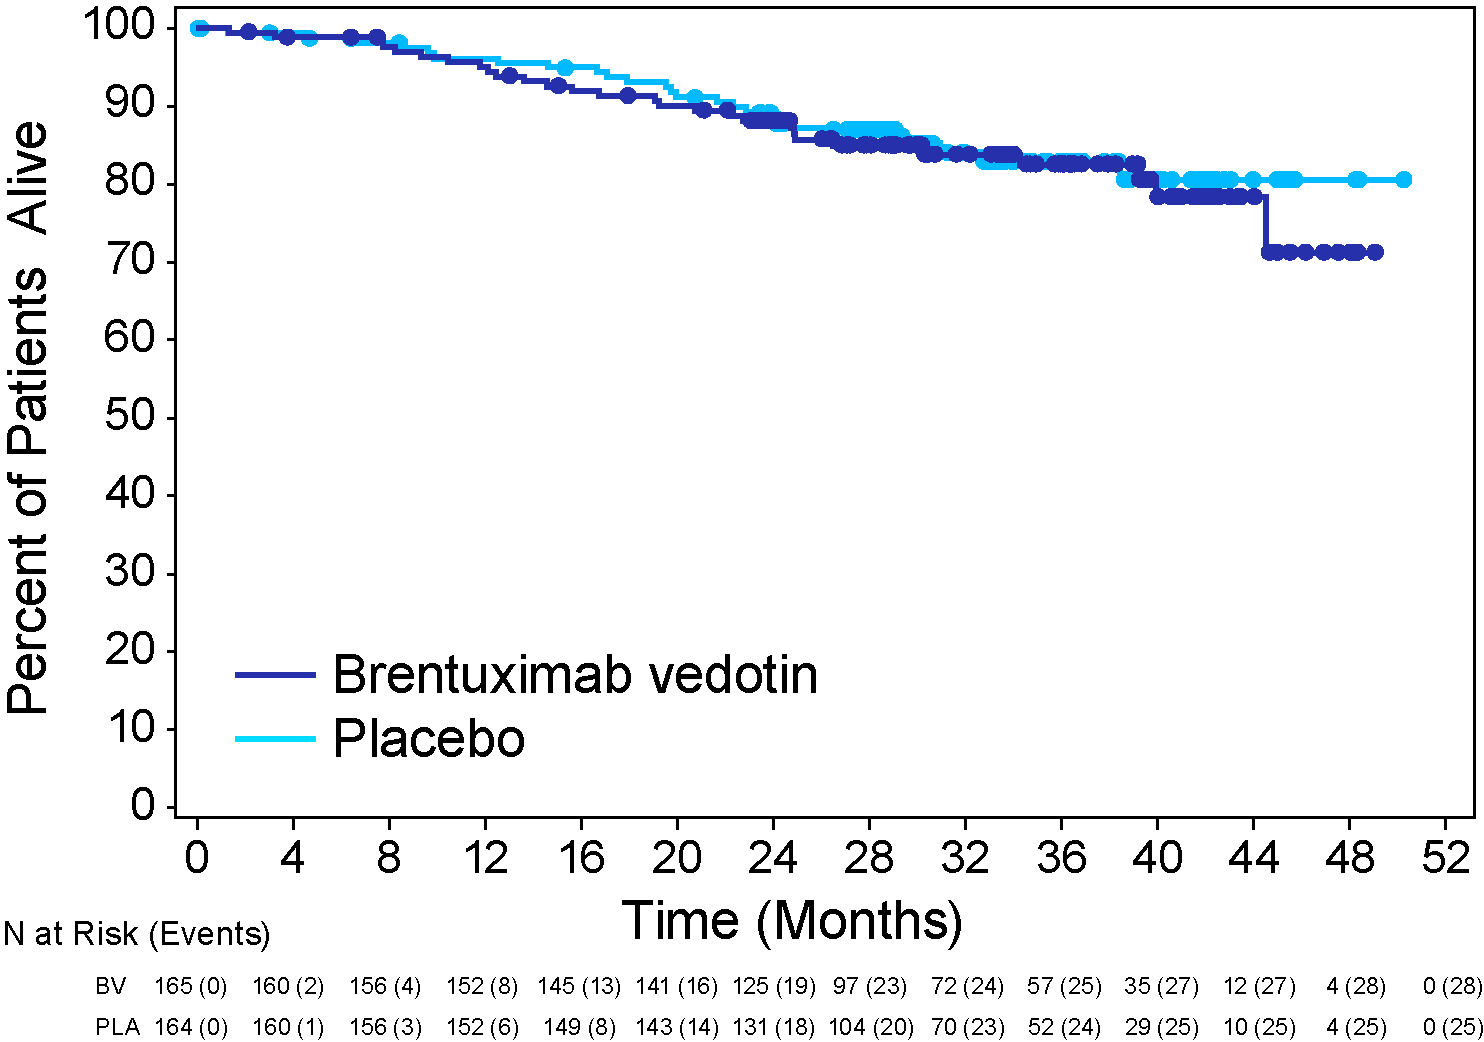 Percent of Patients Alive
100
90
80
70
60
50
40
30
20
10
0
Brentuximab vedotin
Placebo
0 4 8 12 16 20 24 28 32 36 40 44 48 52
Time (Months)
N at Risk (Events)
BV 165 (0) 160 (2) 156 (4) 152 (8) 145 (13) 141 (16) 125 (19) 97 (23) 72 (24) 57 (25) 35 (27) 12 (27) 4 (28) 0 (28)
PLA 164 (0) 160 (1) 156 (3) 152 (6) 149 (8) 143 (14) 131 (18) 104 (20) 70 (23) 52 (24) 29 (25) 10 (25) 4 (25) 0 (25)